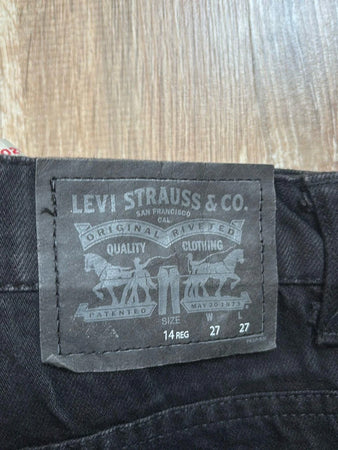 LEVI STRAUSS & CO.
SAN FRANCISCO
CAL.
ORIGINAL RIVETED
QUALITY CLOTHING
PATENTED MAY 20 1873
SIZE W L
14 REG 27 27